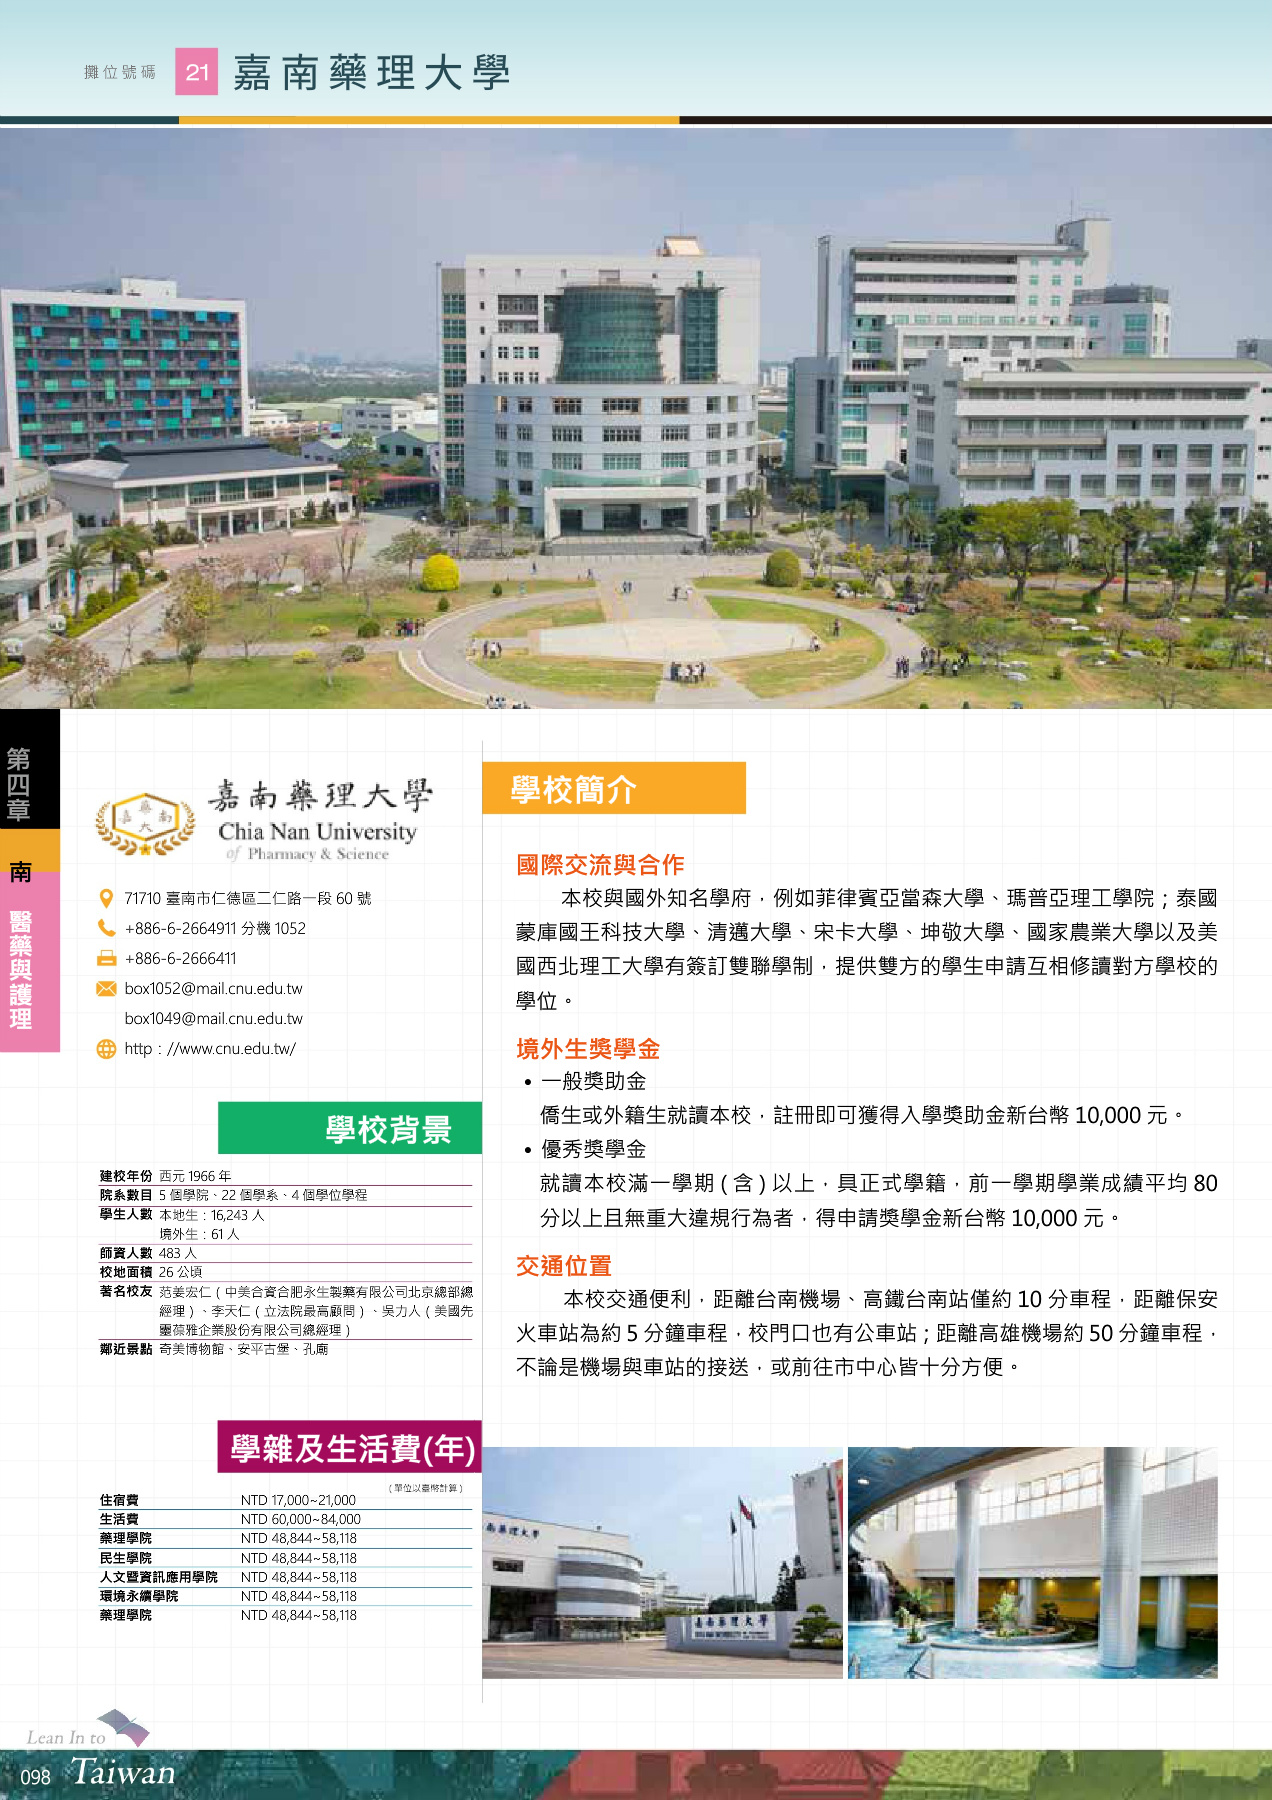 攤位號碼 21 嘉南藥理大學
第四章
南 醫藥與護理
嘉南藥理大學
Chia Nan University
of Pharmacy & Science
71710 臺南市仁德區二仁路一段 60 號
+886-6-2664911 分機 1052
+886-6-2666411
box1052@mail.cnu.edu.tw
box1049@mail.cnu.edu.tw
http：//www.cnu.edu.tw/
學校背景
建校年份 西元 1966 年
院系數目 5 個學院、22 個學系、4 個學位學程
學生人數 本地生：16,243 人
境外生：61 人
師資人數 483 人
校地面積 26 公頃
著名校友 范姜宏仁（中美合資合肥永生製藥有限公司北京總部總
經理）、李天仁（立法院最高顧問）、吳力人（美國先
靈葆雅企業股份有限公司總經理）
鄰近景點 奇美博物館、安平古堡、孔廟
學雜及生活費(年)
（單位以臺幣計算）
住宿費 NTD 17,000~21,000
生活費 NTD 60,000~84,000
藥理學院 NTD 48,844~58,118
民生學院 NTD 48,844~58,118
人文暨資訊應用學院 NTD 48,844~58,118
環境永續學院 NTD 48,844~58,118
藥理學院 NTD 48,844~58,118
學校簡介
國際交流與合作
本校與國外知名學府，例如菲律賓亞當森大學、瑪普亞理工學院；泰國
蒙庫國王科技大學、清邁大學、宋卡大學、坤敬大學、國家農業大學以及美
國西北理工大學有簽訂雙聯學制，提供雙方的學生申請互相修讀對方學校的
學位。
境外生獎學金
• 一般獎助金
僑生或外籍生就讀本校，註冊即可獲得入學獎助金新台幣 10,000 元。
• 優秀獎學金
就讀本校滿一學期 ( 含 ) 以上，具正式學籍，前一學期學業成績平均 80
分以上且無重大違規行為者，得申請獎學金新台幣 10,000 元。
交通位置
本校交通便利，距離台南機場、高鐵台南站僅約 10 分車程，距離保安
火車站為約 5 分鐘車程，校門口也有公車站；距離高雄機場約 50 分鐘車程，
不論是機場與車站的接送，或前往市中心皆十分方便。
嘉南藥理大學
嘉南藥理大學
Lean In to
098 Taiwan